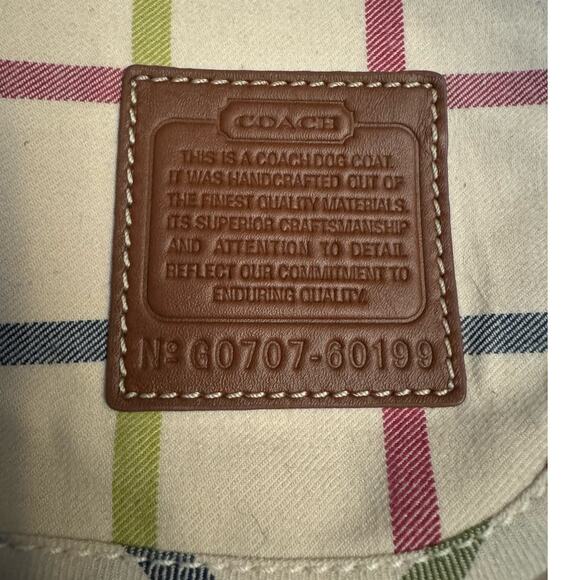 COACH
THIS IS A COACH DOG COAT.
IT WAS HANDCRAFTED OUT OF
THE FINEST QUALITY MATERIALS.
ITS SUPERIOR CRAFTSMANSHIP
AND ATTENTION TO DETAIL
REFLECT OUR COMMITMENT TO
ENDURING QUALITY.
Nº G0707-60199